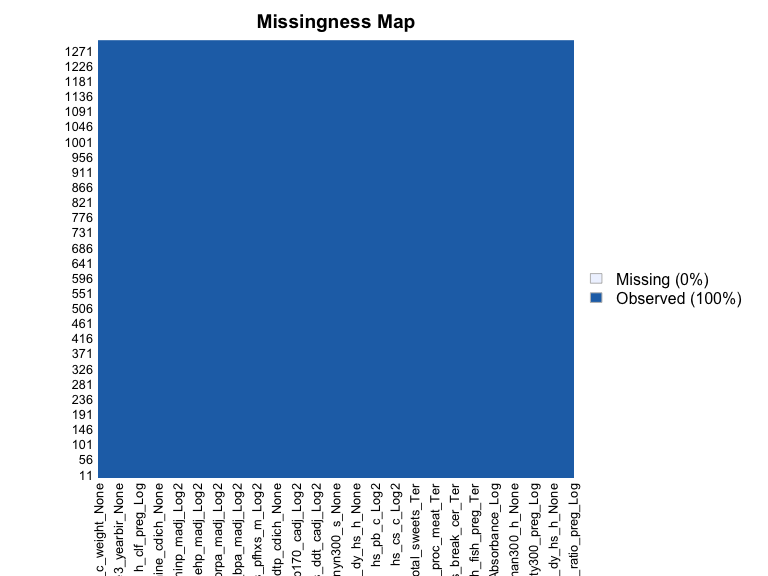 Missingness Map
1271
1226
1181
1136
1091
1046
1001
956
911
866
821
776
731
686
641
596
551
506
461
416
371
326
281
236
191
146
101
56
11
Missing (0%)
Observed (100%)
_c_weight_None
3_yearbir_None
h_clf_preg_Log
ine_cdich_None
ninp_madj_Log2
ehp_madj_Log2
orpa_madj_Log2
bpa_madj_Log2
_pfhxs_m_Log2
dtp_cdich_None
o170_cadj_Log2
_ddt_cadj_Log2
nyn300_s_None
_dy_hs_h_None
hs_pb_c_Log2
hs_cs_c_Log2
otal_sweets_Ter
_proc_meat_Ter
_break_cer_Ter
h_fish_preg_Ter
Absorbance_Log
nan300_h_None
ty300_preg_Log
_dy_hs_h_None
_ratio_preg_Log